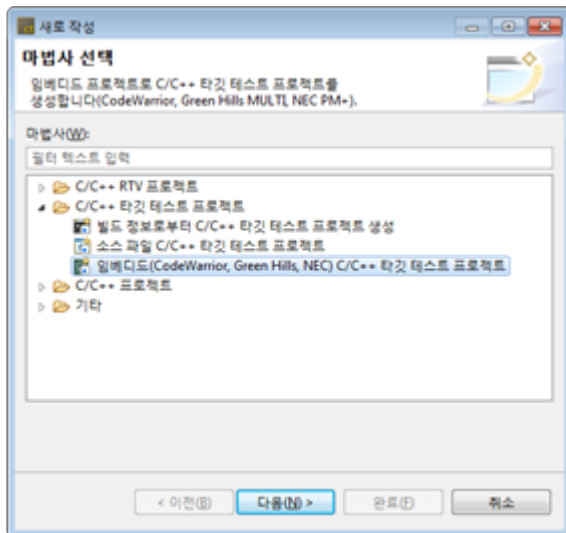 새로 작성
마법사 선택
임베디드 프로젝트로 C/C++ 타깃 테스트 프로젝트를
생성합니다(CodeWarrior, Green Hills MULTI, NEC PM+).
마법사(W):
필터 텍스트 입력
C/C++ RTV 프로젝트
C/C++ 타깃 테스트 프로젝트
빌드 정보로부터 C/C++ 타깃 테스트 프로젝트 생성
소스 파일 C/C++ 타깃 테스트 프로젝트
임베디드(CodeWarrior, Green Hills, NEC) C/C++ 타깃 테스트 프로젝트
C/C++ 프로젝트
기타
< 이전(B) 다음(N) > 완료(F) 취소